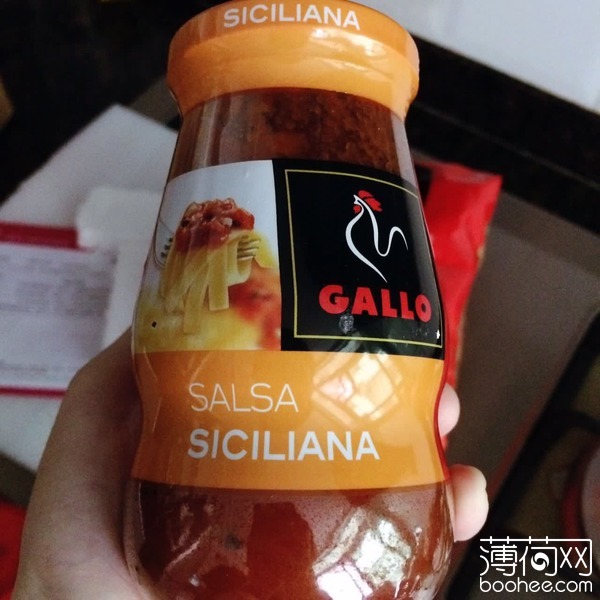 SICILIANA
GALLO
SALSA
SICILIANA
薄荷网
boohee.com